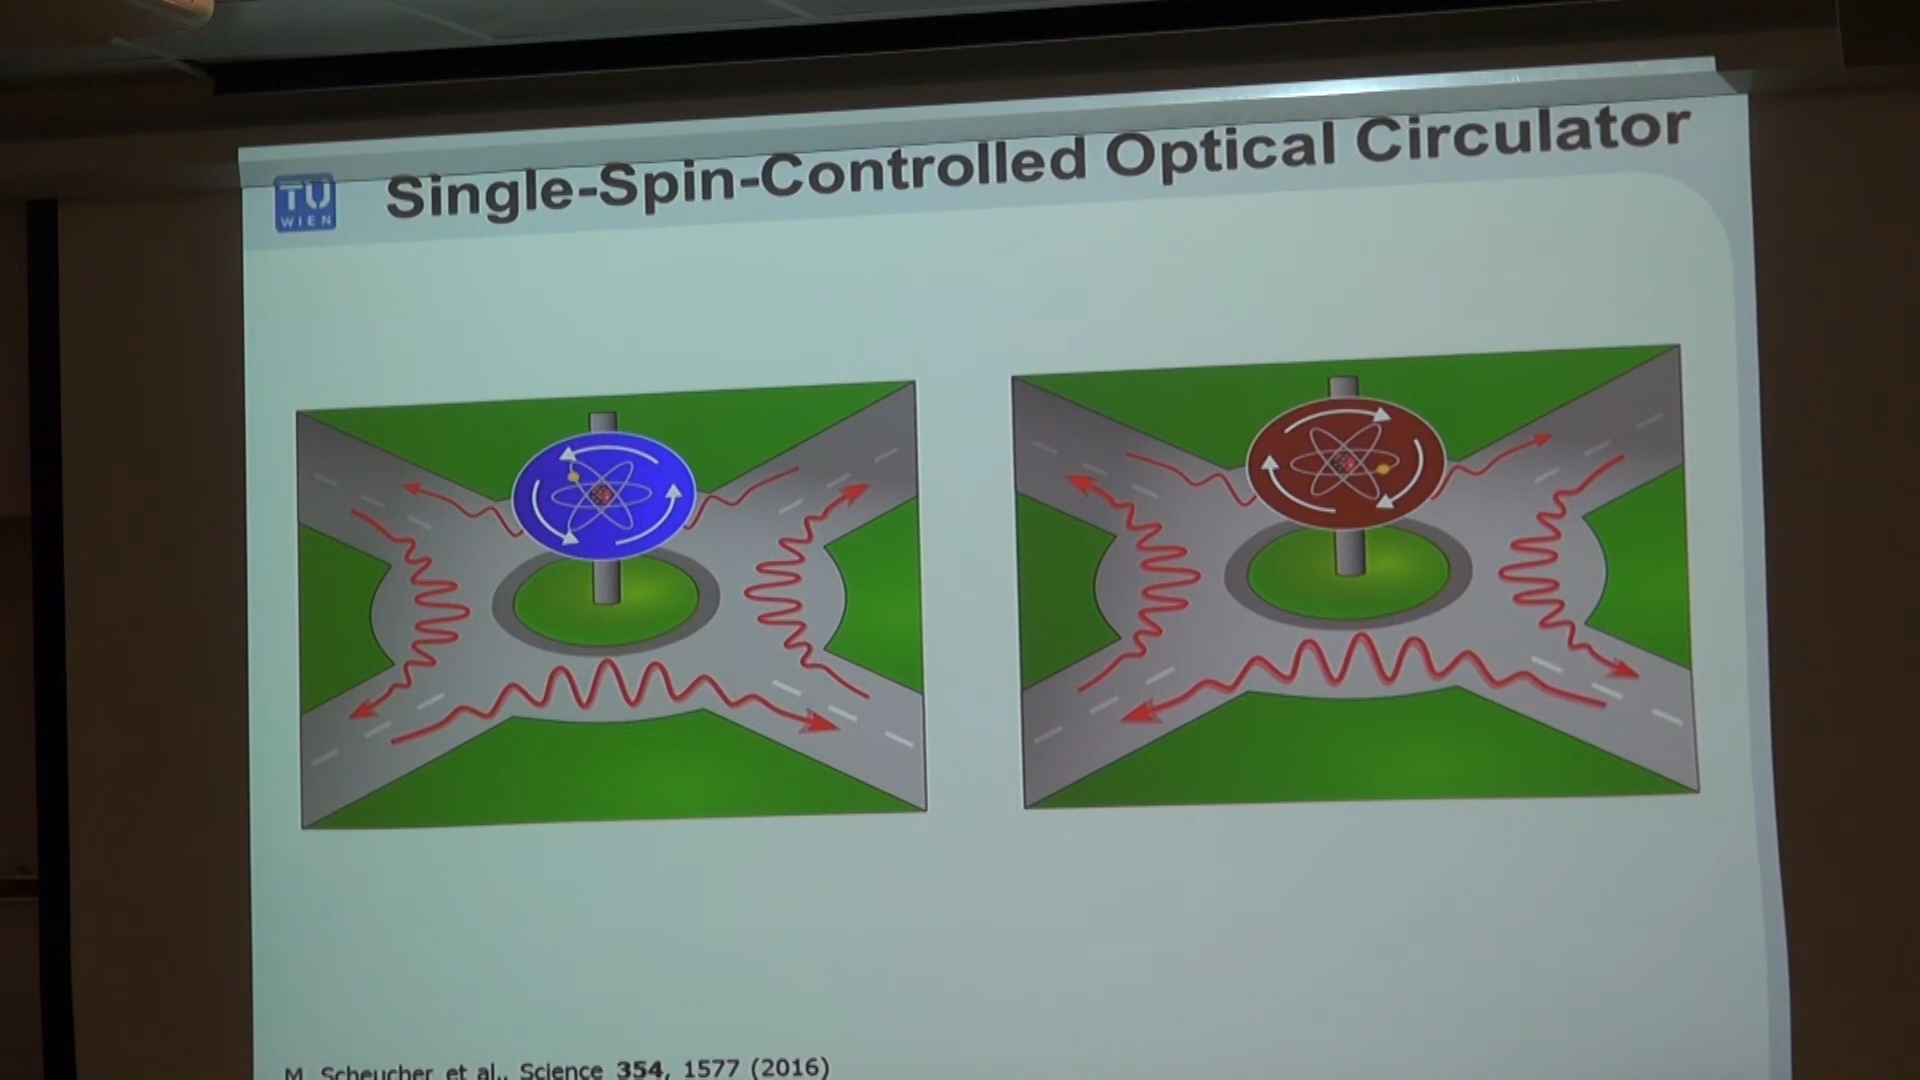 Single-Spin-Controlled Optical Circulator
TU
WIEN
M. Scheucher et al., Science 354, 1577 (2016)